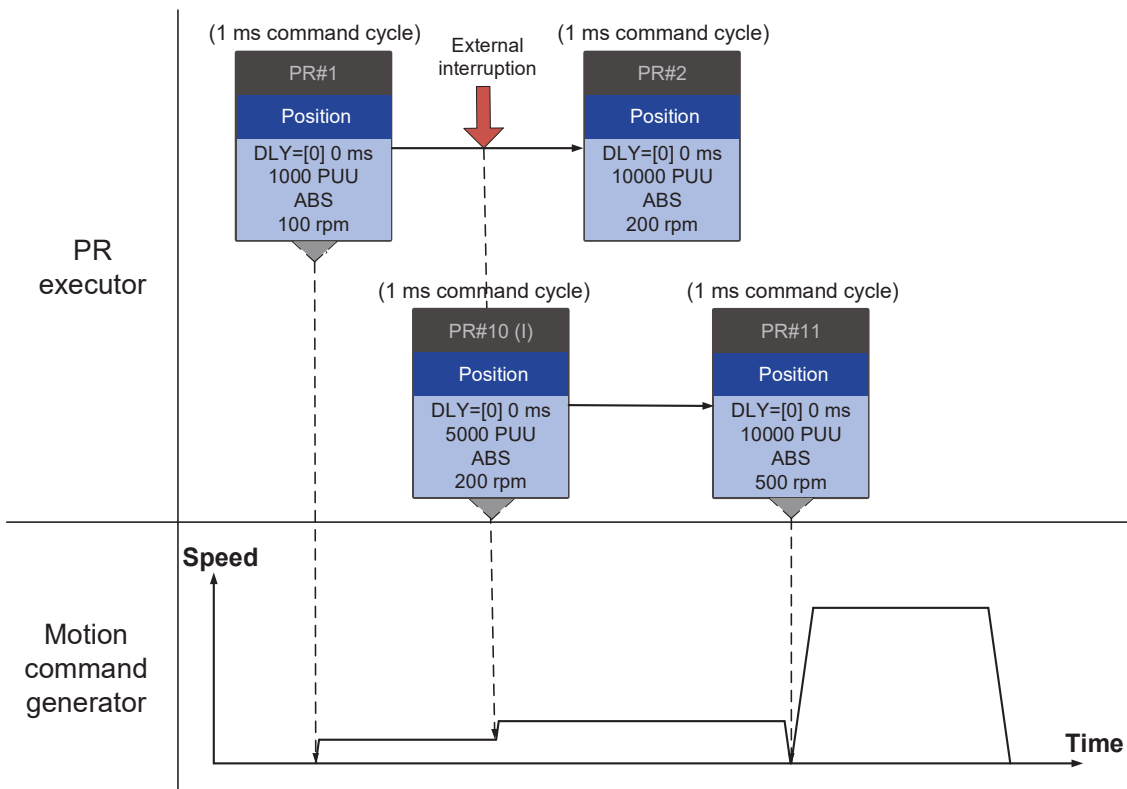 (1 ms command cycle)
External
interruption
(1 ms command cycle)
PR#1
Position
DLY=[0] 0 ms
1000 PUU
ABS
100 rpm
PR#2
Position
DLY=[0] 0 ms
10000 PUU
ABS
200 rpm
PR
executor
(1 ms command cycle)
PR#10 (I)
Position
DLY=[0] 0 ms
5000 PUU
ABS
200 rpm
(1 ms command cycle)
PR#11
Position
DLY=[0] 0 ms
10000 PUU
ABS
500 rpm
Motion
command
generator
Speed
Time